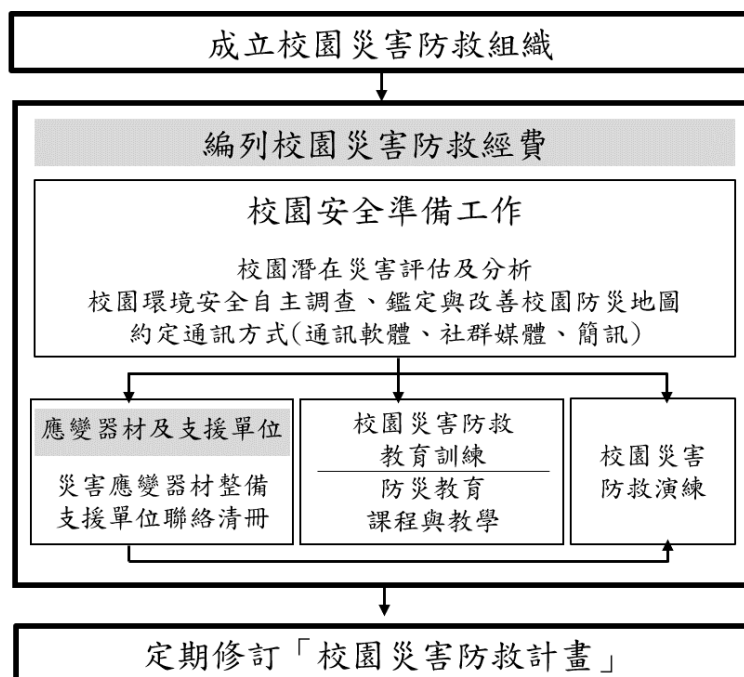 成立校園災害防救組織
編列校園災害防救經費
校園安全準備工作
校園潛在災害評估及分析
校園環境安全自主調查、鑑定與改善校園防災地圖
約定通訊方式(通訊軟體、社群媒體、簡訊)
應變器材及支援單位
災害應變器材整備
支援單位聯絡清冊
校園災害防救
教育訓練
防災教育
課程與教學
校園災害
防救演練
定期修訂「校園災害防救計畫」